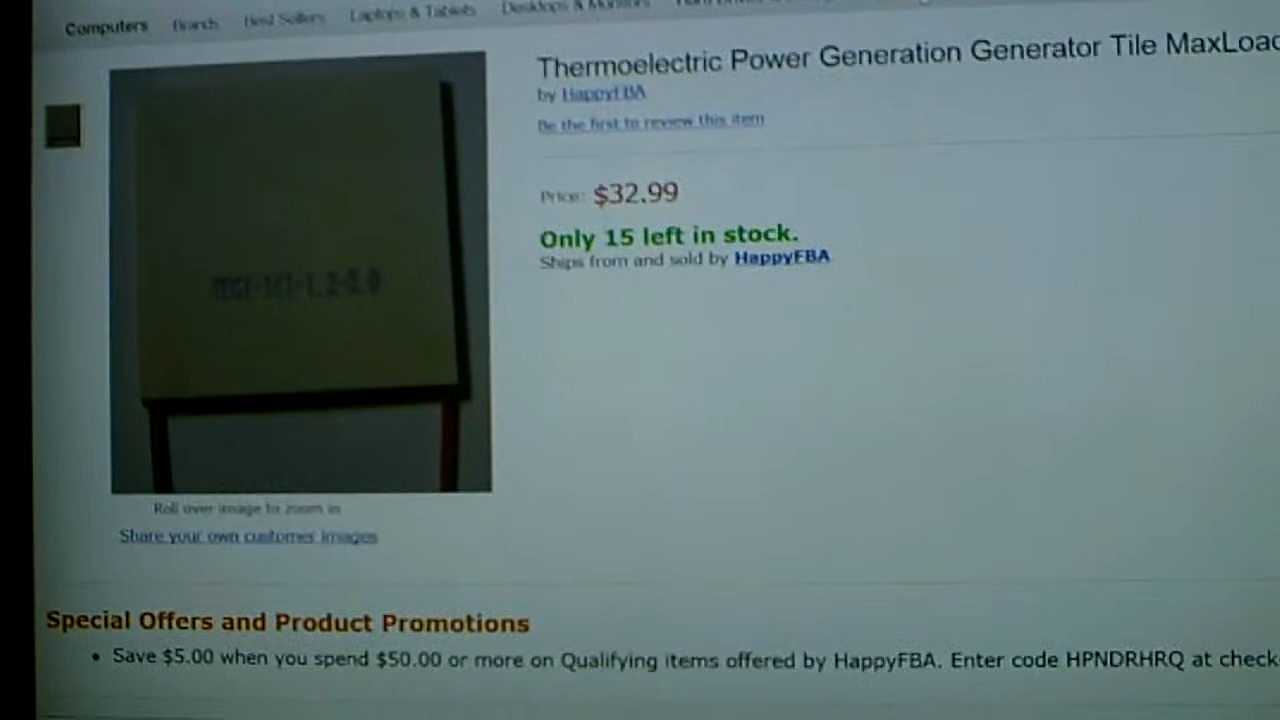 Computers Brands Best Sellers Laptops & Tablets Desktops & Monitors
Thermoelectric Power Generation Generator Tile MaxLoad
by HappyFBA
Be the first to review this item
Price: $32.99
Only 15 left in stock.
Ships from and sold by HappyFBA
Roll over image to zoom in
Share your own customer images
Special Offers and Product Promotions
• Save $5.00 when you spend $50.00 or more on Qualifying items offered by HappyFBA. Enter code HPNDRHRQ at check